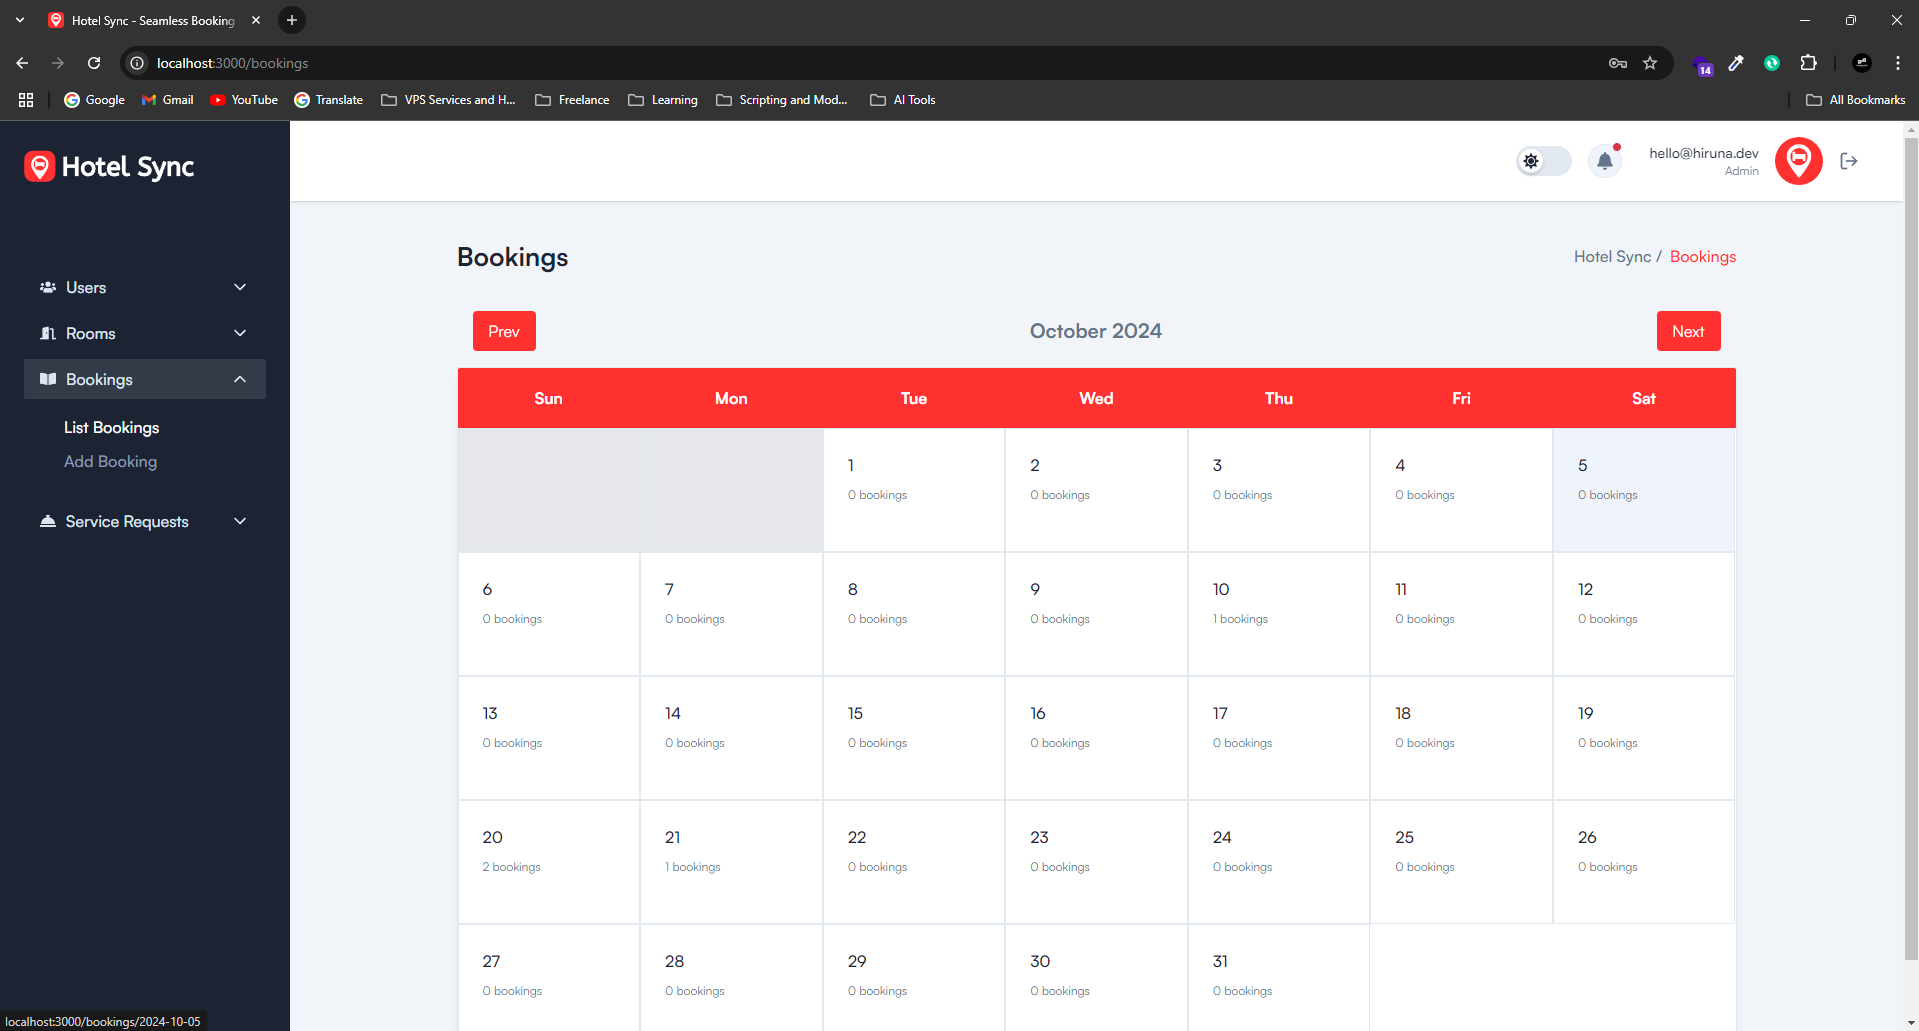 Hotel Sync - Seamless Booking
localhost:3000/bookings
14
Google Gmail YouTube Translate VPS Services and H... Freelance Learning Scripting and Mod... AI Tools All Bookmarks
Hotel Sync
hello@hiruna.dev
Admin
Users
Rooms
Bookings
List Bookings
Add Booking
Service Requests
Bookings
Hotel Sync / Bookings
Prev October 2024 Next
Sun Mon Tue Wed Thu Fri Sat
1 2 3 4 5
0 bookings 0 bookings 0 bookings 0 bookings 0 bookings
6 7 8 9 10 11 12
0 bookings 0 bookings 0 bookings 0 bookings 1 bookings 0 bookings 0 bookings
13 14 15 16 17 18 19
0 bookings 0 bookings 0 bookings 0 bookings 0 bookings 0 bookings 0 bookings
20 21 22 23 24 25 26
2 bookings 1 bookings 0 bookings 0 bookings 0 bookings 0 bookings 0 bookings
27 28 29 30 31
0 bookings 0 bookings 0 bookings 0 bookings 0 bookings
localhost:3000/bookings/2024-10-05